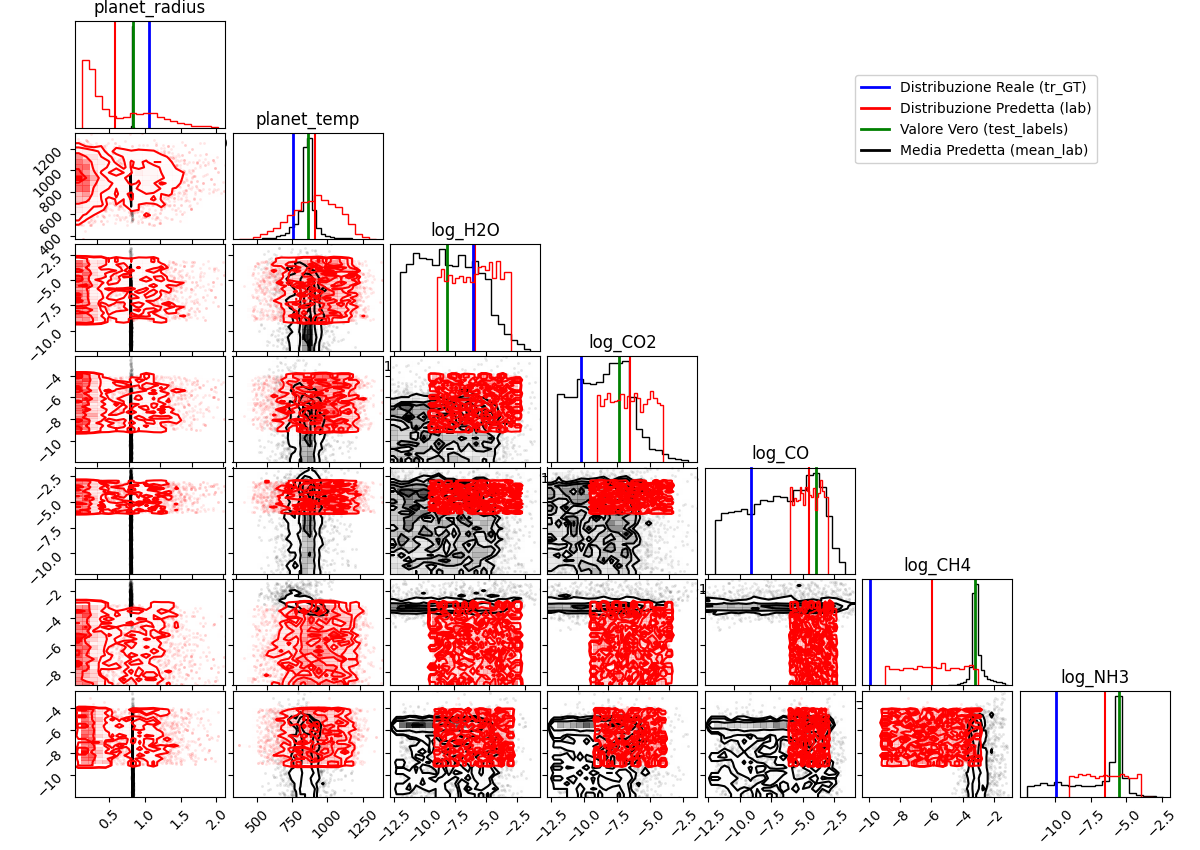 planet_radius
planet_temp
Distribuzione Reale (tr_GT)
Distribuzione Predetta (lab)
Valore Vero (test_labels)
Media Predetta (mean_lab)
1200
1000
800
600
400
log_H2O
−2.5
−5.0
−7.5
−10.0
log_CO2
−4
−6
−8
−10
log_CO
−2.5
−5.0
−7.5
−10.0
log_CH4
−2
−4
−6
−8
log_NH3
−4
−6
−8
−10
0.5 1.0 1.5 2.0
500 750 1000 1250
−12.5 −10.0 −7.5 −5.0 −2.5
−12.5 −10.0 −7.5 −5.0 −2.5
−12.5 −10.0 −7.5 −5.0 −2.5
−10 −8 −6 −4 −2
−10.0 −7.5 −5.0 −2.5